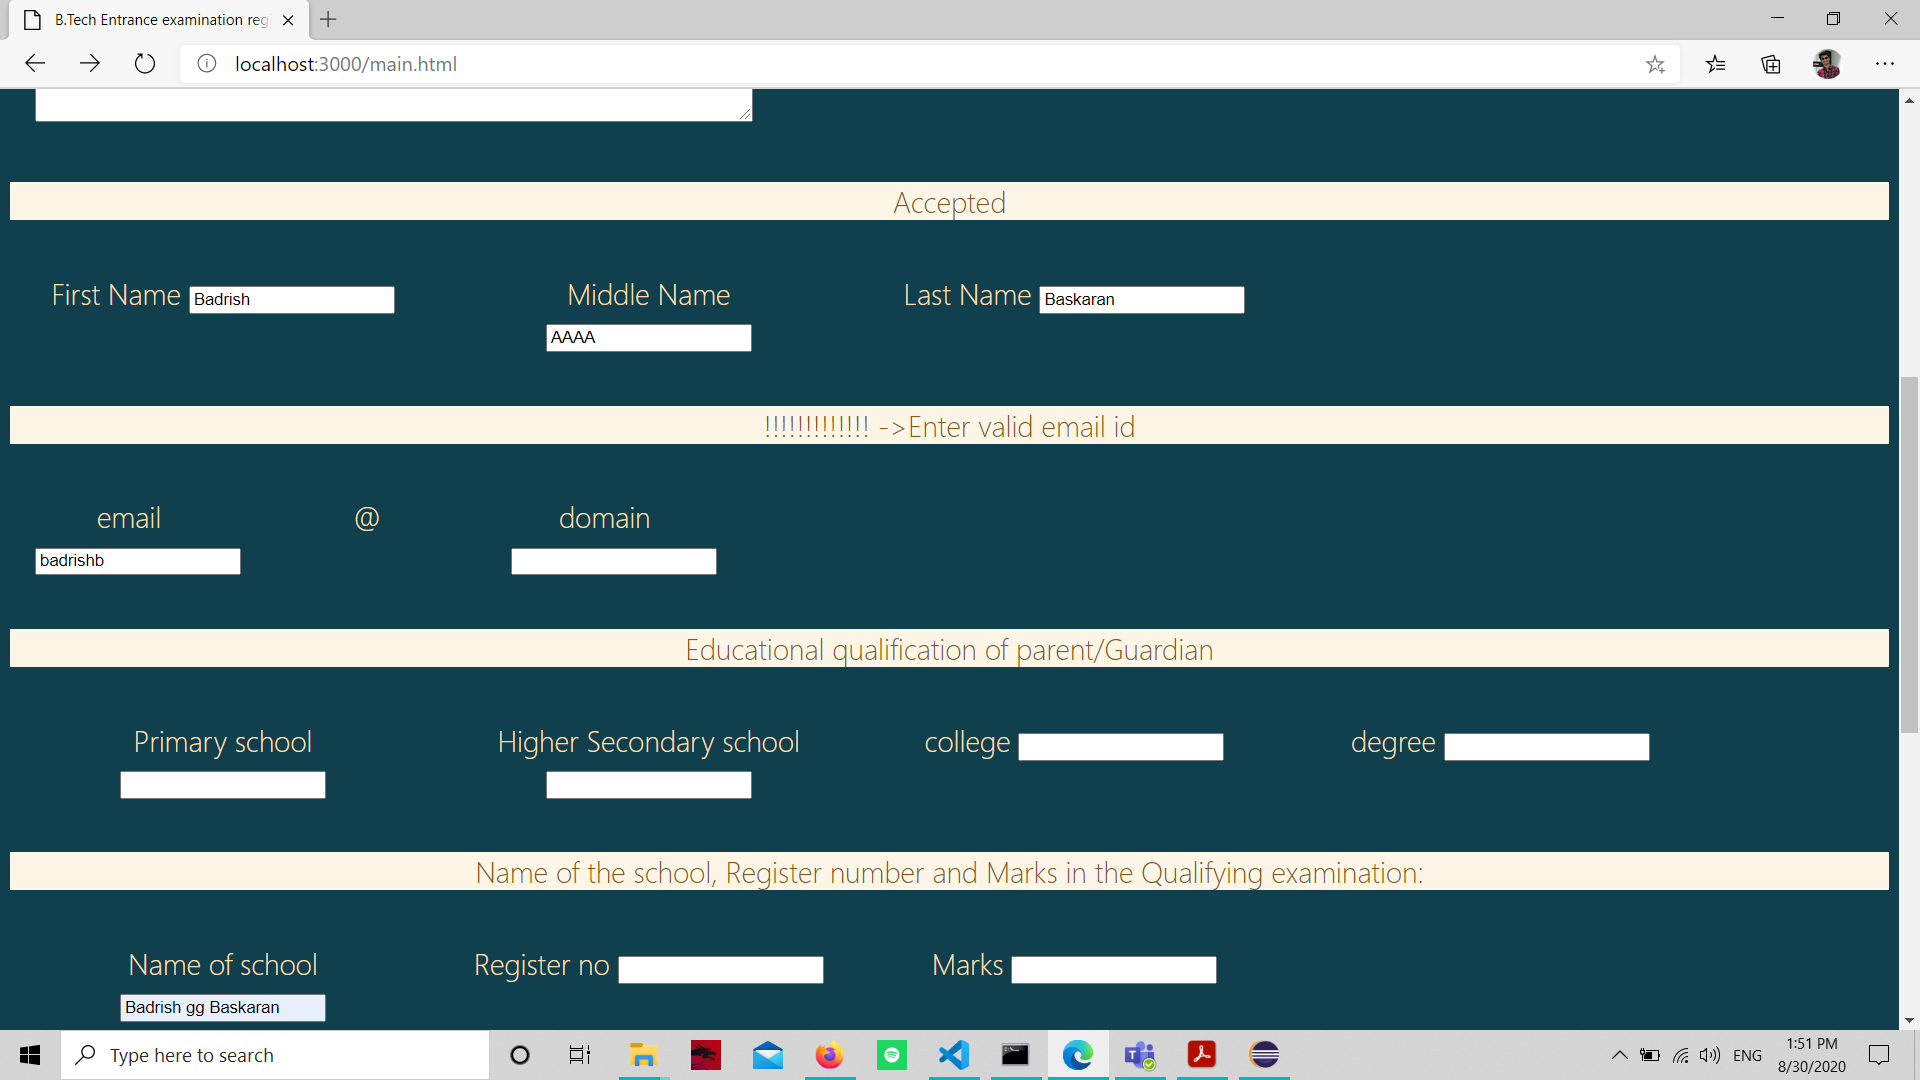 B.Tech Entrance examination reg
localhost:3000/main.html
Accepted
First Name Badrish
Middle Name
AAAA
Last Name Baskaran
!!!!!!!!!!!!! ->Enter valid email id
email @ domain
badrishb
Educational qualification of parent/Guardian
Primary school Higher Secondary school college degree
Name of the school, Register number and Marks in the Qualifying examination:
Name of school Register no Marks
Badrish gg Baskaran
Type here to search
ENG
1:51 PM
8/30/2020